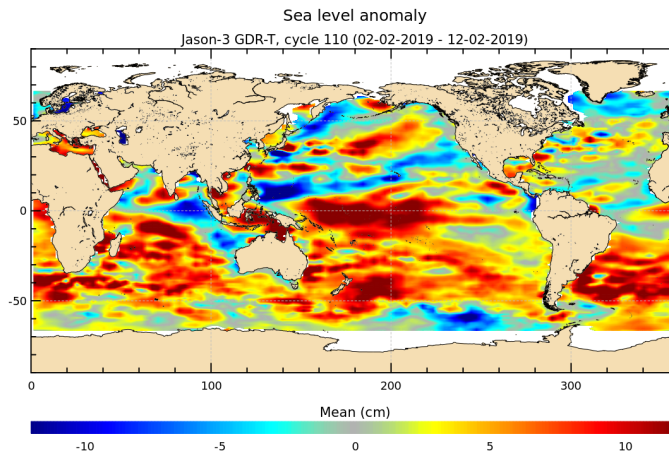 Sea level anomaly
Jason-3 GDR-T, cycle 110 (02-02-2019 - 12-02-2019)
50
0
-50
0 100 200 300
Mean (cm)
-10 -5 0 5 10